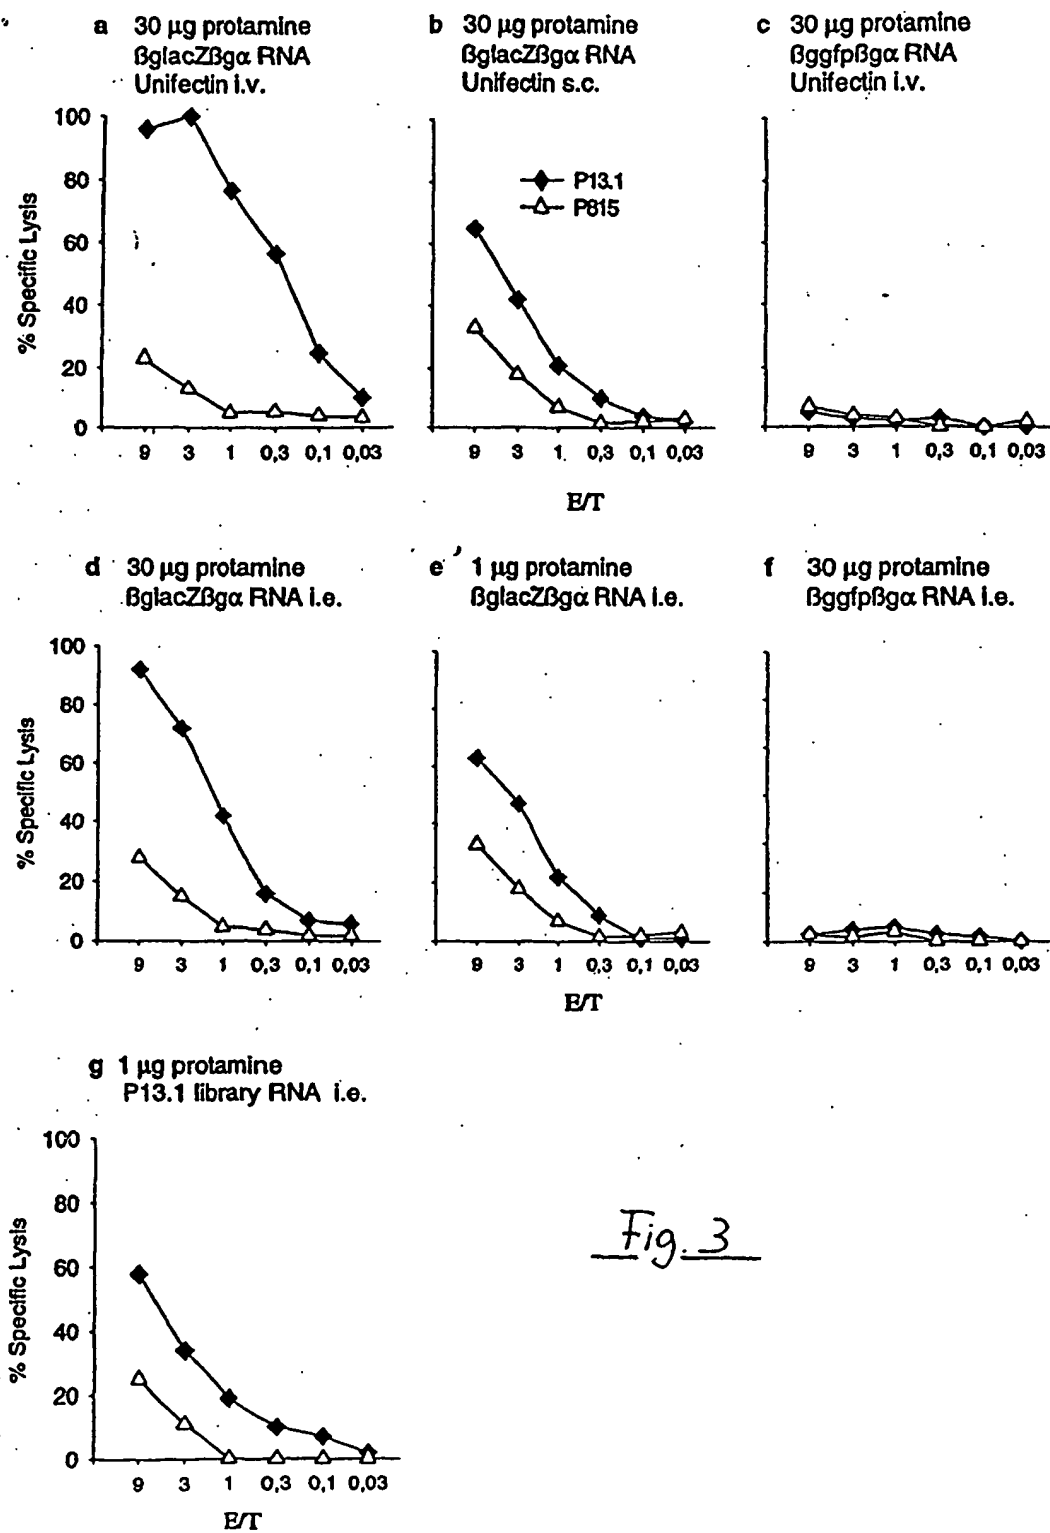 a 30 µg protamine
ßglacZßgα RNA
Unifectin i.v.
b 30 µg protamine
ßglacZßgα RNA
Unifectin s.c.
c 30 µg protamine
ßggfpßgα RNA
Unifectin i.v.
% Specific Lysis
100
80
60
40
20
0
9 3 1 0,3 0,1 0,03
P13.1
P815
9 3 1 0,3 0,1 0,03
9 3 1 0,3 0,1 0,03
E/T
d 30 µg protamine
ßglacZßgα RNA i.e.
e 1 µg protamine
ßglacZßgα RNA i.e.
f 30 µg protamine
ßggfpßgα RNA i.e.
% Specific Lysis
100
80
60
40
20
0
9 3 1 0,3 0,1 0,03
9 3 1 0,3 0,1 0,03
9 3 1 0,3 0,1 0,03
E/T
g 1 µg protamine
P13.1 library RNA i.e.
% Specific Lysis
100
80
60
40
20
0
9 3 1 0,3 0,1 0,03
E/T
Fig. 3